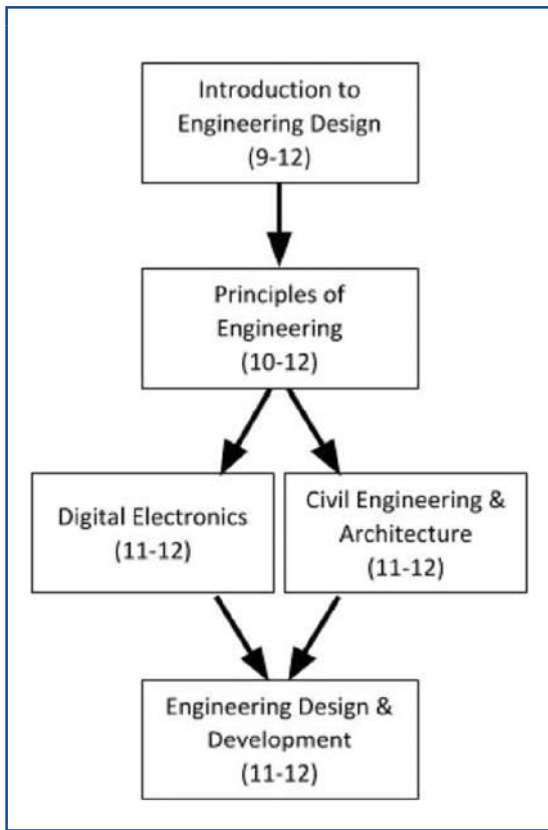 Introduction to
Engineering Design
(9-12)
Principles of
Engineering
(10-12)
Digital Electronics
(11-12)
Civil Engineering &
Architecture
(11-12)
Engineering Design &
Development
(11-12)